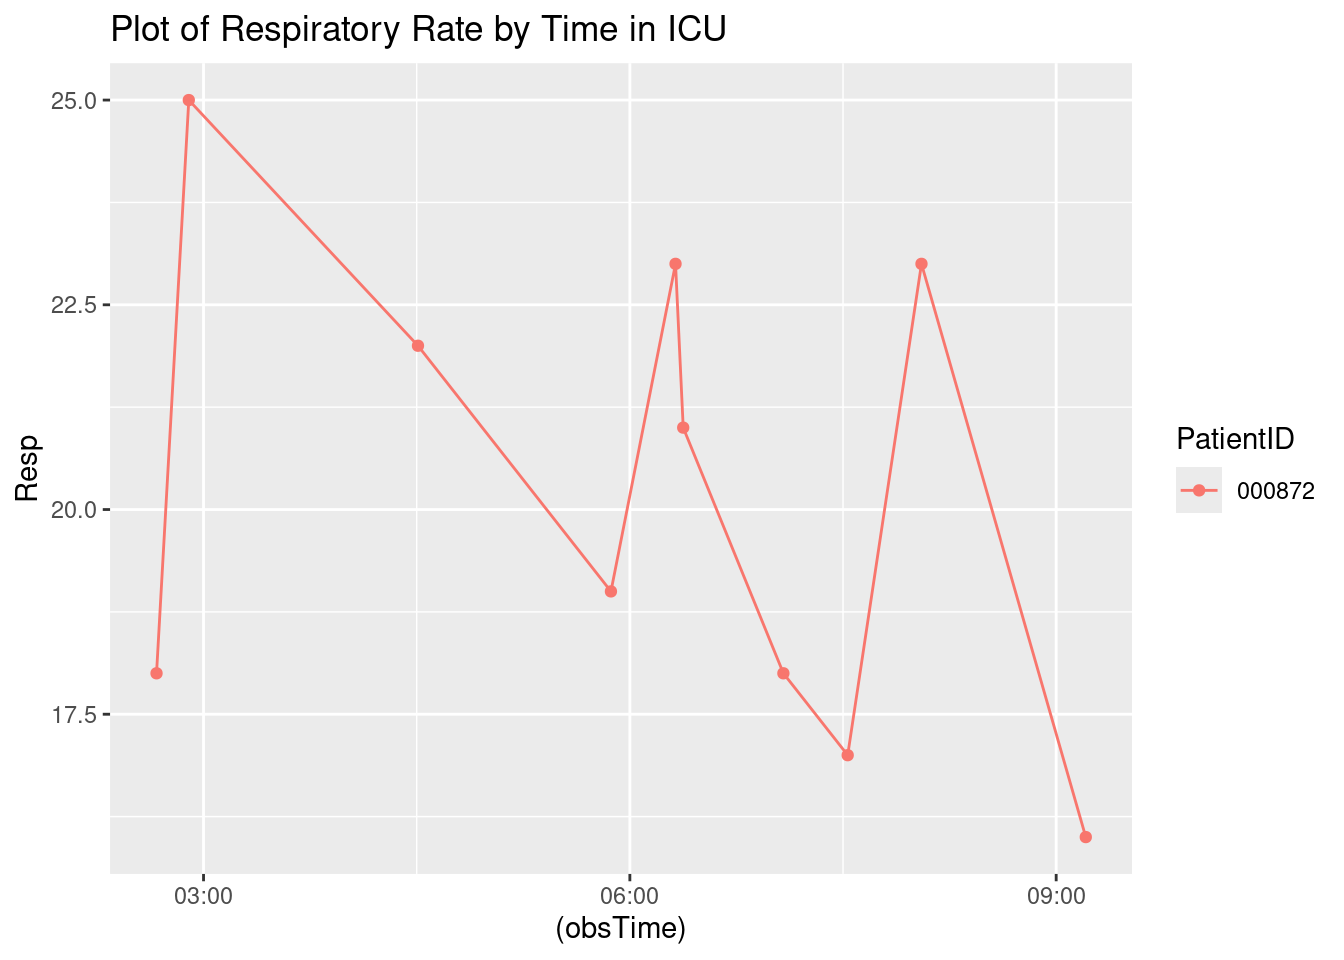 Plot of Respiratory Rate by Time in ICU
25.0
22.5
20.0
17.5
Resp
03:00
06:00
09:00
(obsTime)
PatientID
000872